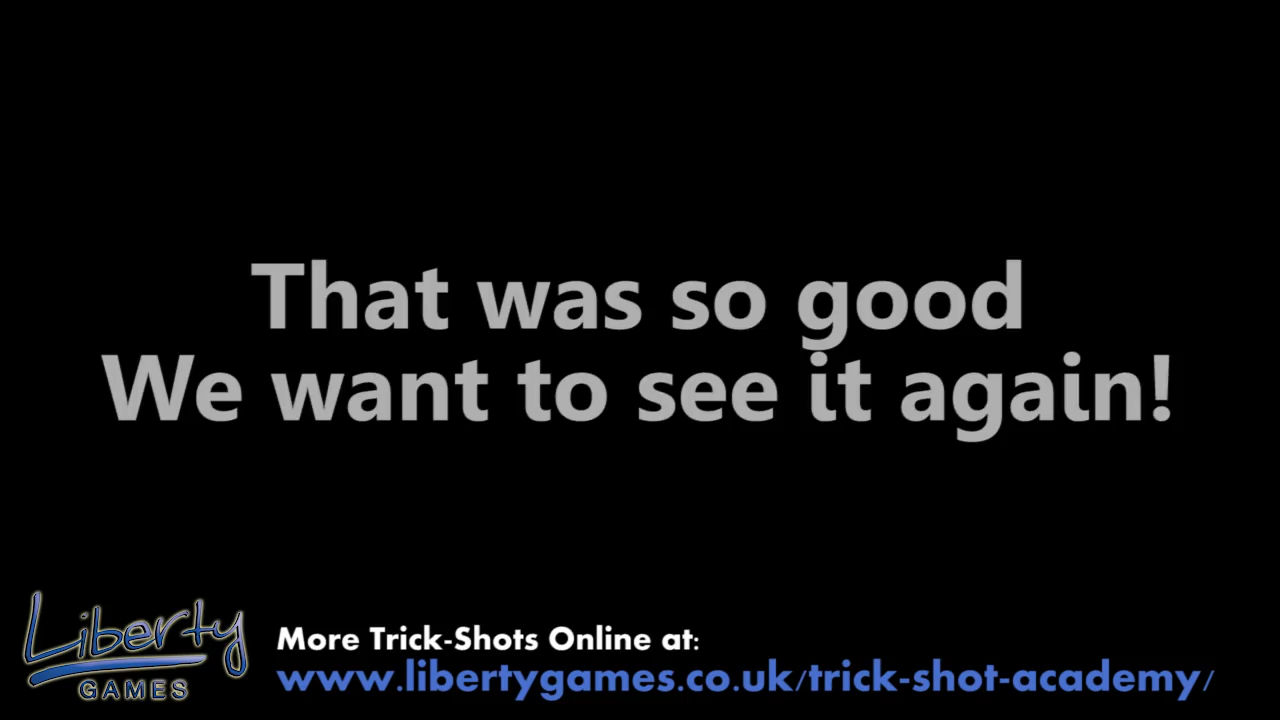 That was so good
We want to see it again!
Liberty
GAMES
More Trick-Shots Online at:
www.libertygames.co.uk/trick-shot-academy/